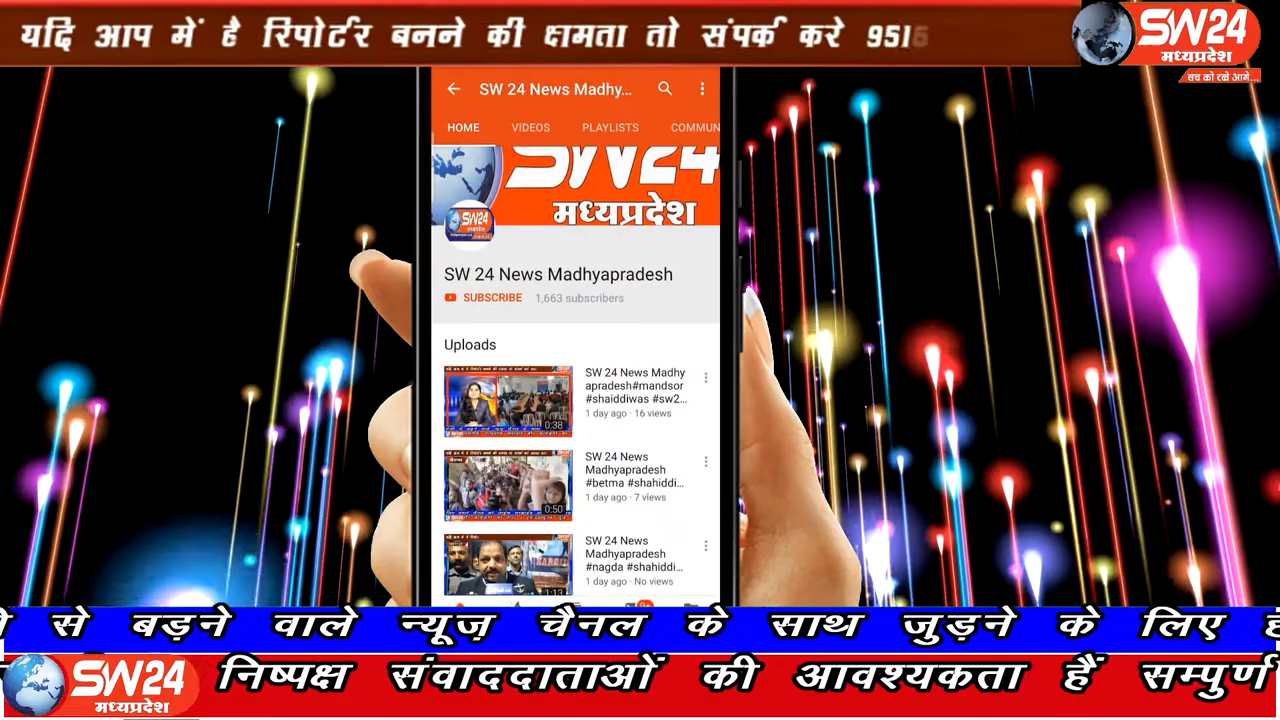 यदि आप में है रिपोर्टर बनने की क्षमता तो संपर्क करे 9516
SW24
मध्यप्रदेश
सच को रखे आगे...
SW 24 News Madhy...
HOME VIDEOS PLAYLISTS COMMUN
SW24
मध्यप्रदेश
SW24
SW 24 News Madhyapradesh
SUBSCRIBE 1,663 subscribers
Uploads
SW 24 News Madhy
apradesh#mandsor
#shaiddiwas #sw2...
1 day ago · 16 views
0:38
SW 24 News
Madhyapradesh
#betma #shahiddi...
1 day ago · 7 views
0:50
SW 24 News
Madhyapradesh
#nagda #shahiddi...
1 day ago · No views
1:13
से बड़ने वाले न्यूज़ चैनल के साथ जुड़ने के लिए
SW24
मध्यप्रदेश
निष्पक्ष संवाददाताओं की आवश्यकता हैं सम्पुर्ण